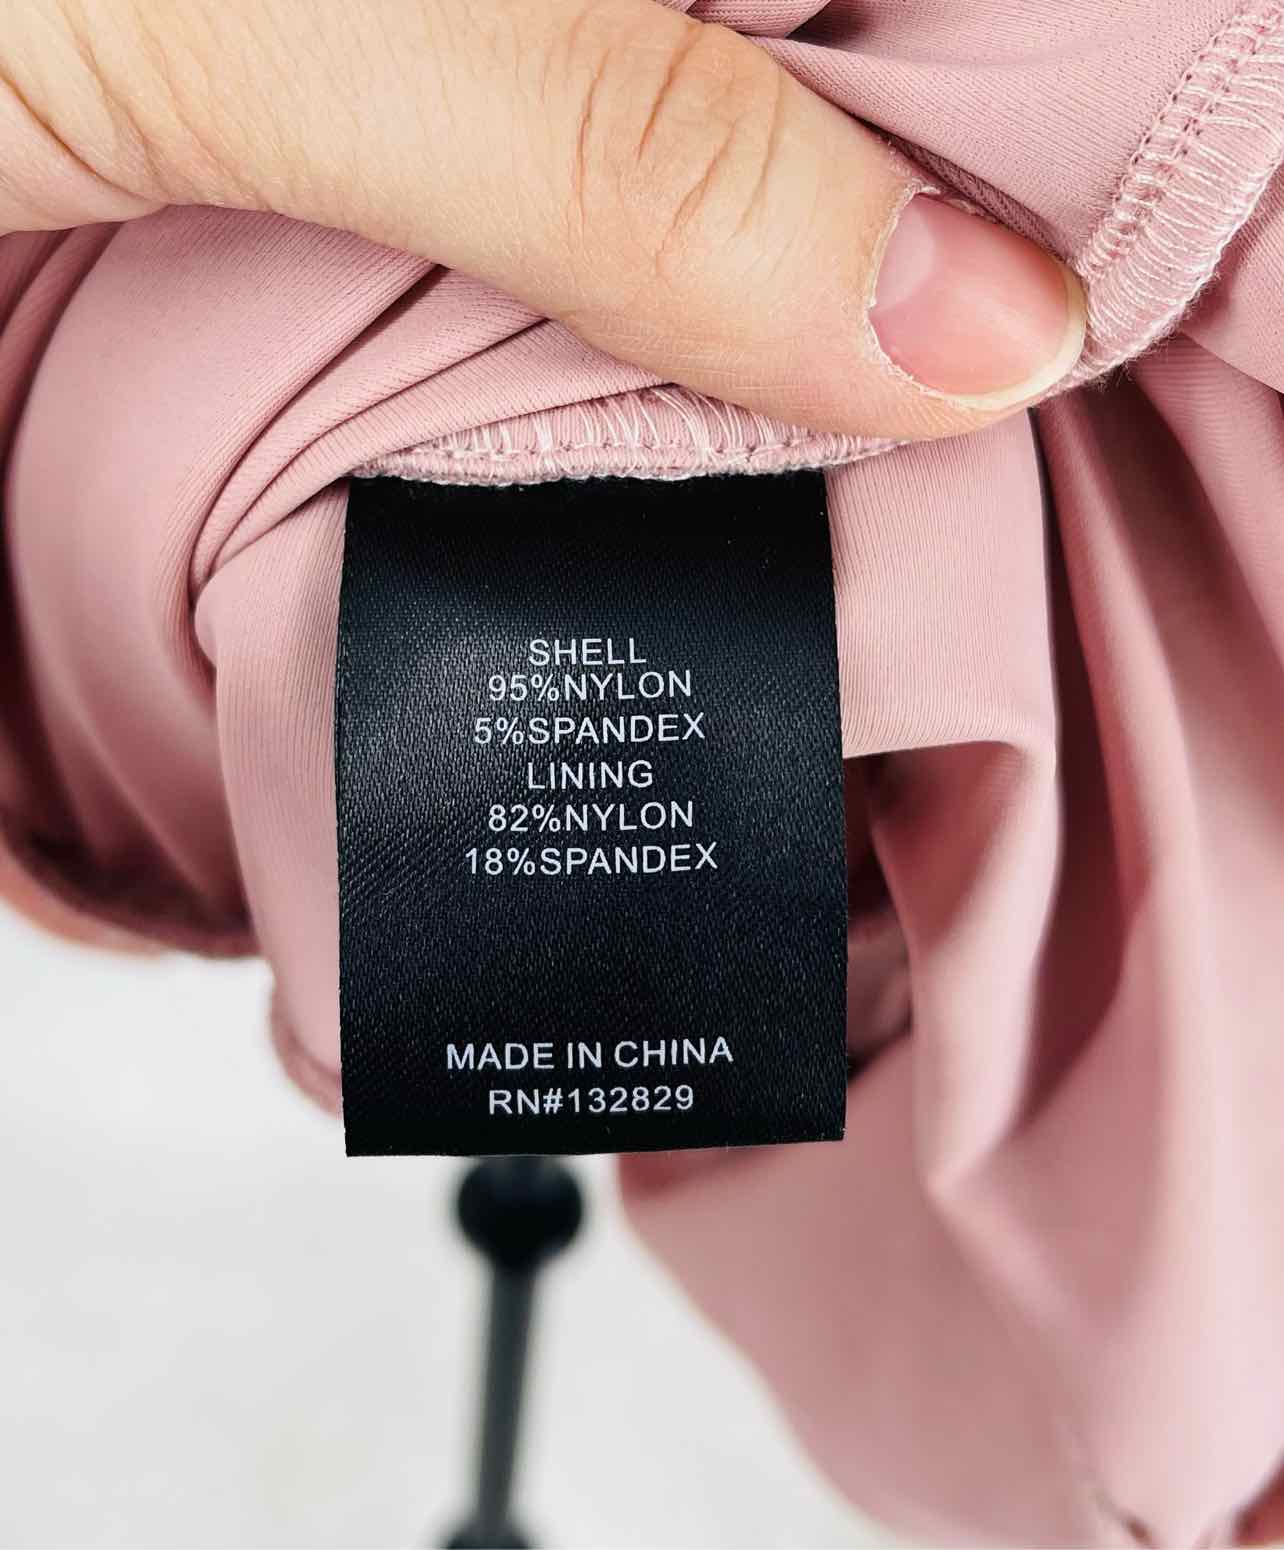 SHELL
95%NYLON
5%SPANDEX
LINING
82%NYLON
18%SPANDEX
MADE IN CHINA
RN#132829